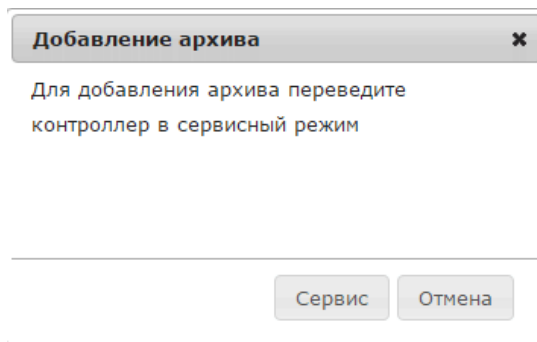 Добавление архива
Для добавления архива переведите
контроллер в сервисный режим
Сервис Отмена